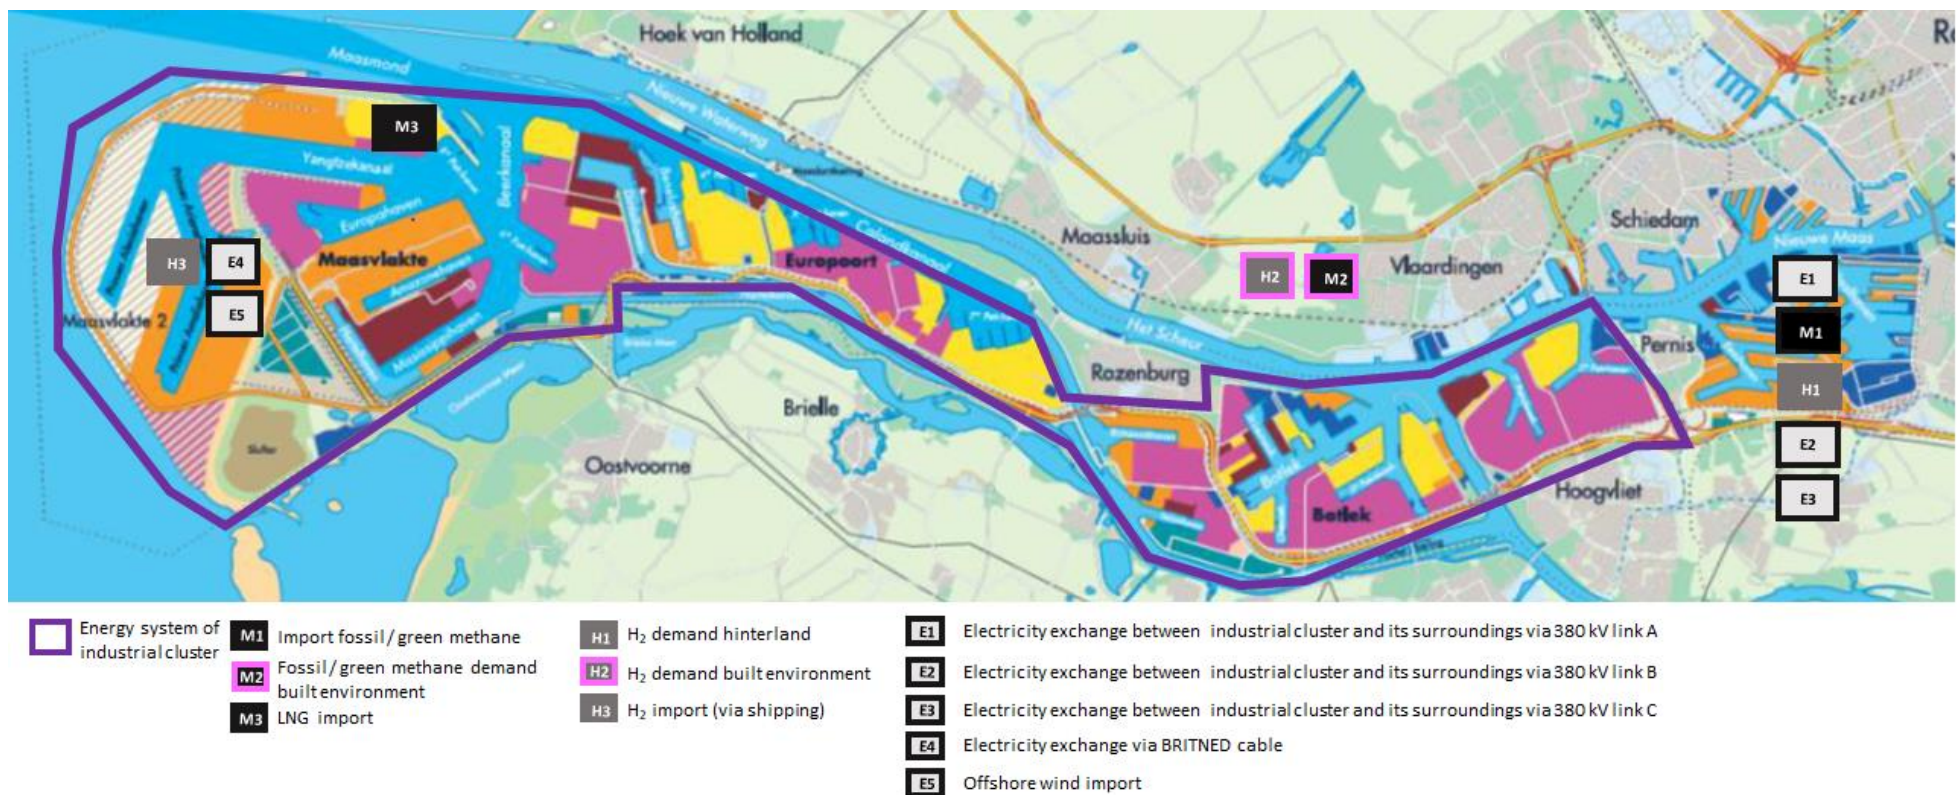 Hoek van Holland
Maasmond
Nieuwe Waterweg
M3
Beerkanaal
Yangtzekanaal
Europahaven
Schiedam
Nieuwe Maas
Maassluis
Calandkanaal
H3
E4
Maasvlakte
Europoort
H2
M2
Vlaardingen
E1
E5
Maasvlakte 2
Het Scheur
M1
Pernis
Rozenburg
H1
Brielle
Slufter
Oostvoorne
E2
Hoogvliet
E3
Botlek
Botlek
Energy system of
industrial cluster
M1 Import fossil/ green methane
M2 Fossil/ green methane demand
built environment
M3 LNG import
H1 H₂ demand hinterland
H2 H₂ demand built environment
H3 H₂ import (via shipping)
E1 Electricity exchange between industrial cluster and its surroundings via 380 kV link A
E2 Electricity exchange between industrial cluster and its surroundings via 380 kV link B
E3 Electricity exchange between industrial cluster and its surroundings via 380 kV link C
E4 Electricity exchange via BRITNED cable
E5 Offshore wind import